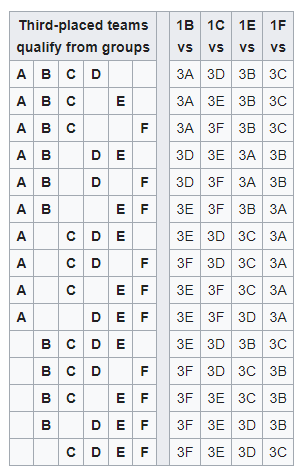 Third-placed teams qualify from groups 1B vs 1C vs 1E vs 1F vs
A B C D 3A 3D 3B 3C
A B C E 3A 3E 3B 3C
A B C F 3A 3F 3B 3C
A B D E 3D 3E 3A 3B
A B D F 3D 3F 3A 3B
A B E F 3E 3F 3B 3A
A C D E 3E 3D 3C 3A
A C D F 3F 3D 3C 3A
A C E F 3E 3F 3C 3A
A D E F 3E 3F 3D 3A
B C D E 3E 3D 3B 3C
B C D F 3F 3D 3C 3B
B C E F 3F 3E 3C 3B
B D E F 3F 3E 3D 3B
C D E F 3F 3E 3D 3C